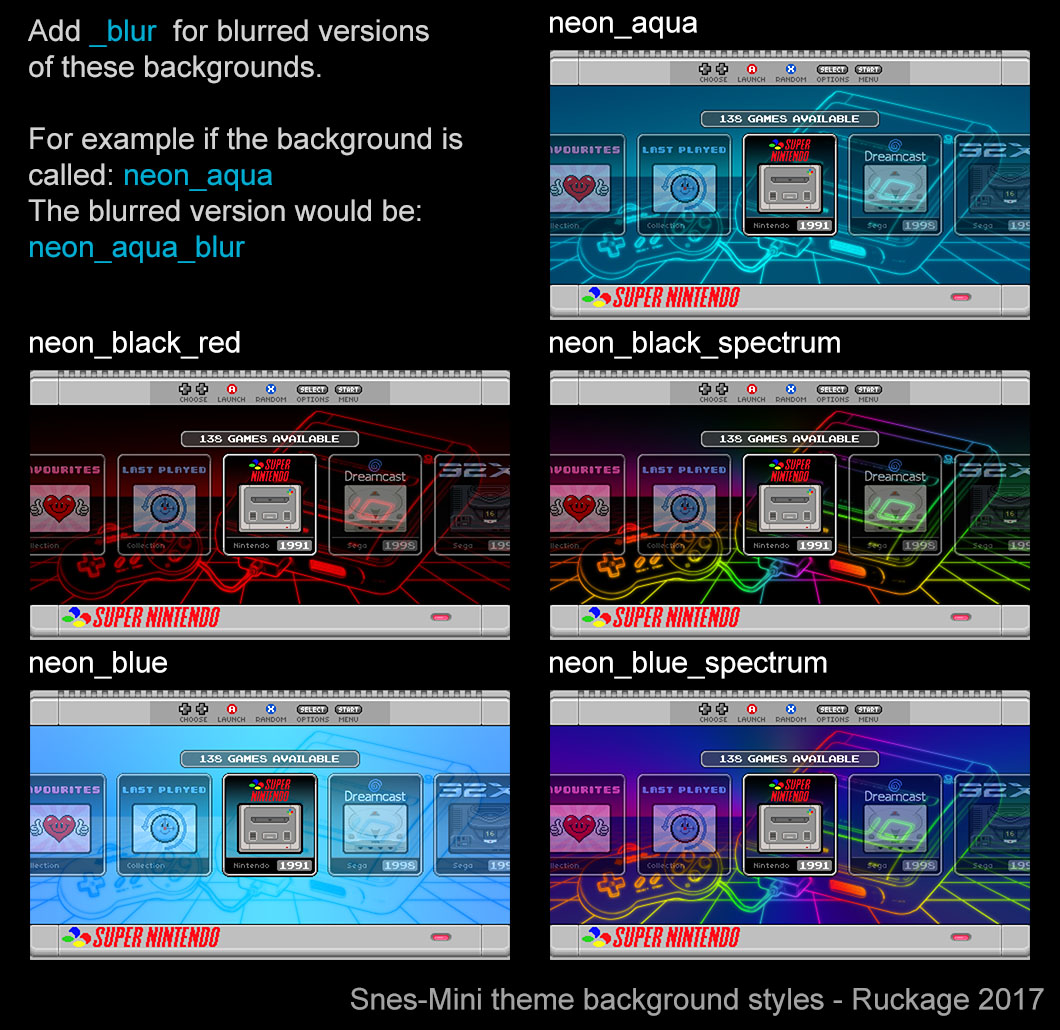 Add _blur for blurred versions
of these backgrounds.
For example if the background is
called: neon_aqua
The blurred version would be:
neon_aqua_blur
neon_aqua
CHOOSE LAUNCH RANDOM OPTIONS MENU
A X SELECT START
138 GAMES AVAILABLE
AVOURITES LAST PLAYED SUPER NINTENDO Dreamcast 32X
llection Collection Nintendo 1991 Sega 1998 Sega 199
SUPER NINTENDO
neon_black_red
A X SELECT START
CHOOSE LAUNCH RANDOM OPTIONS MENU
138 GAMES AVAILABLE
VOURITES LAST PLAYED SUPER NINTENDO Dreamcast 32X
llection Collection Nintendo 1991 Sega 1998 Sega 199
SUPER NINTENDO
neon_black_spectrum
A X SELECT START
CHOOSE LAUNCH RANDOM OPTIONS MENU
138 GAMES AVAILABLE
AVOURITES LAST PLAYED SUPER NINTENDO Dreamcast 32X
llection Collection Nintendo 1991 Sega 1998 Sega 199
SUPER NINTENDO
neon_blue
A X SELECT START
CHOOSE LAUNCH RANDOM OPTIONS MENU
138 GAMES AVAILABLE
VOURITES LAST PLAYED SUPER NINTENDO Dreamcast 32X
llection Collection Nintendo 1991 Sega 1998 Sega 199
SUPER NINTENDO
neon_blue_spectrum
A X SELECT START
CHOOSE LAUNCH RANDOM OPTIONS MENU
138 GAMES AVAILABLE
AVOURITES LAST PLAYED SUPER NINTENDO Dreamcast 32X
llection Collection Nintendo 1991 Sega 1998 Sega 199
SUPER NINTENDO
Snes-Mini theme background styles - Ruckage 2017